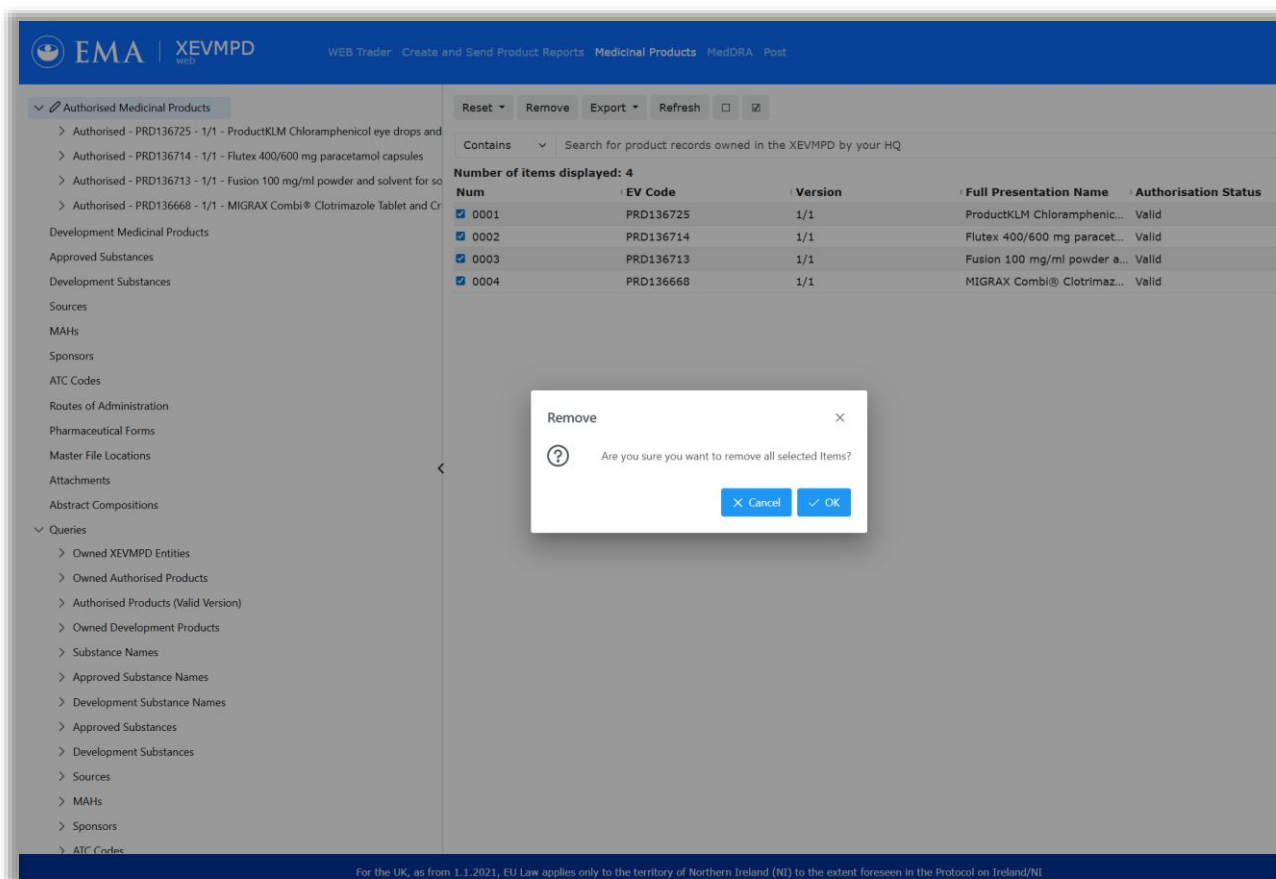 EMA | XEVMPD
web
WEB Trader Create and Send Product Reports Medicinal Products MedDRA Post
Authorised Medicinal Products
Authorised - PRD136725 - 1/1 - ProductKLM Chloramphenicol eye drops and
Authorised - PRD136714 - 1/1 - Flutex 400/600 mg paracetamol capsules
Authorised - PRD136713 - 1/1 - Fusion 100 mg/ml powder and solvent for so
Authorised - PRD136668 - 1/1 - MIGRAX Combi® Clotrimazole Tablet and Cr
Development Medicinal Products
Approved Substances
Development Substances
Sources
MAHs
Sponsors
ATC Codes
Routes of Administration
Pharmaceutical Forms
Master File Locations
Attachments
Abstract Compositions
Queries
Owned XEVMPD Entities
Owned Authorised Products
Authorised Products (Valid Version)
Owned Development Products
Substance Names
Approved Substance Names
Development Substance Names
Approved Substances
Development Substances
Sources
MAHs
Sponsors
ATC Codes
Reset Remove Export Refresh
Contains Search for product records owned in the XEVMPD by your HQ
Number of items displayed: 4
Num EV Code Version Full Presentation Name Authorisation Status
0001 PRD136725 1/1 ProductKLM Chloramphenic... Valid
0002 PRD136714 1/1 Flutex 400/600 mg paracet... Valid
0003 PRD136713 1/1 Fusion 100 mg/ml powder a... Valid
0004 PRD136668 1/1 MIGRAX Combi® Clotrimaz... Valid
Remove
Are you sure you want to remove all selected Items?
Cancel OK
For the UK, as from 1.1.2021, EU Law applies only to the territory of Northern Ireland (NI) to the extent foreseen in the Protocol on Ireland/NI